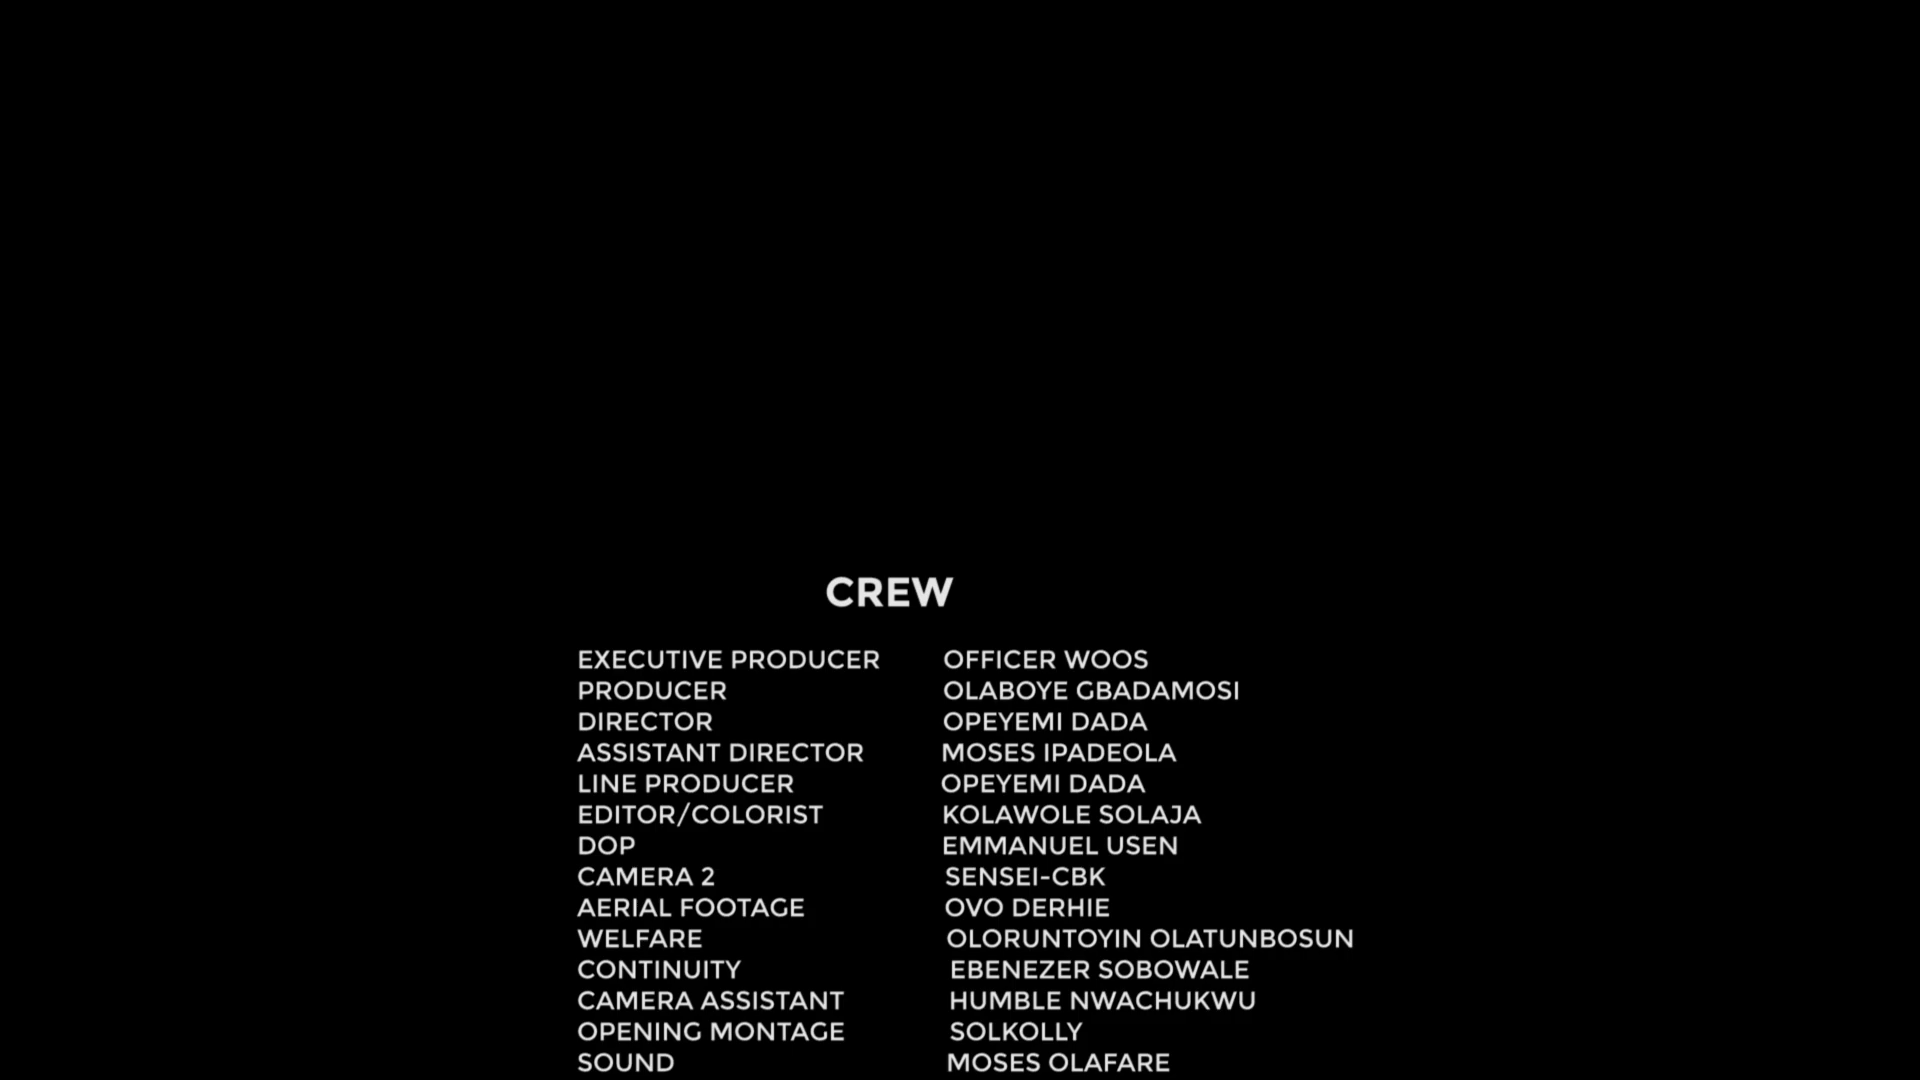 CREW
EXECUTIVE PRODUCER OFFICER WOOS
PRODUCER OLABOYE GBADAMOSI
DIRECTOR OPEYEMI DADA
ASSISTANT DIRECTOR MOSES IPADEOLA
LINE PRODUCER OPEYEMI DADA
EDITOR/COLORIST KOLAWOLE SOLAJA
DOP EMMANUEL USEN
CAMERA 2 SENSEI-CBK
AERIAL FOOTAGE OVO DERHIE
WELFARE OLORUNTOYIN OLATUNBOSUN
CONTINUITY EBENEZER SOBOWALE
CAMERA ASSISTANT HUMBLE NWACHUKWU
OPENING MONTAGE SOLKOLLY
SOUND MOSES OLAFARE